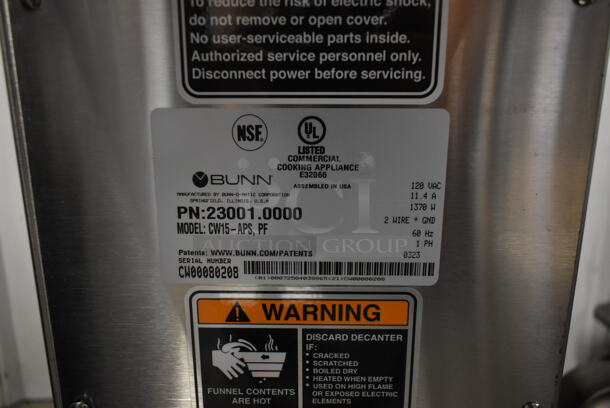 To reduce the risk of electric shock,
do not remove or open cover.
No user-serviceable parts inside.
Authorized service personnel only.
Disconnect power before servicing.
NSF
UL
LISTED
COMMERCIAL
COOKING APPLIANCE
E32066
BUNN
ASSEMBLED IN USA
MANUFACTURED BY BUNN-O-MATIC CORPORATION
SPRINGFIELD, ILLINOIS, U.S.A
120 VAC
11.4 A
1370 W
2 WIRE + GND
60 Hz
1 PH
PN:23001.0000
MODEL: CW15-APS, PF
AUCTION GROUP
Patents: WWW.BUNN.COM/PATENTS
0323
SERIAL NUMBER
CW00080208
WARNING
FUNNEL CONTENTS
ARE HOT
DISCARD DECANTER
IF:
• CRACKED
• SCRATCHED
• BOILED DRY
• HEATED WHEN EMPTY
• USED ON HIGH FLAME
OR EXPOSED ELECTRIC
ELEMENTS